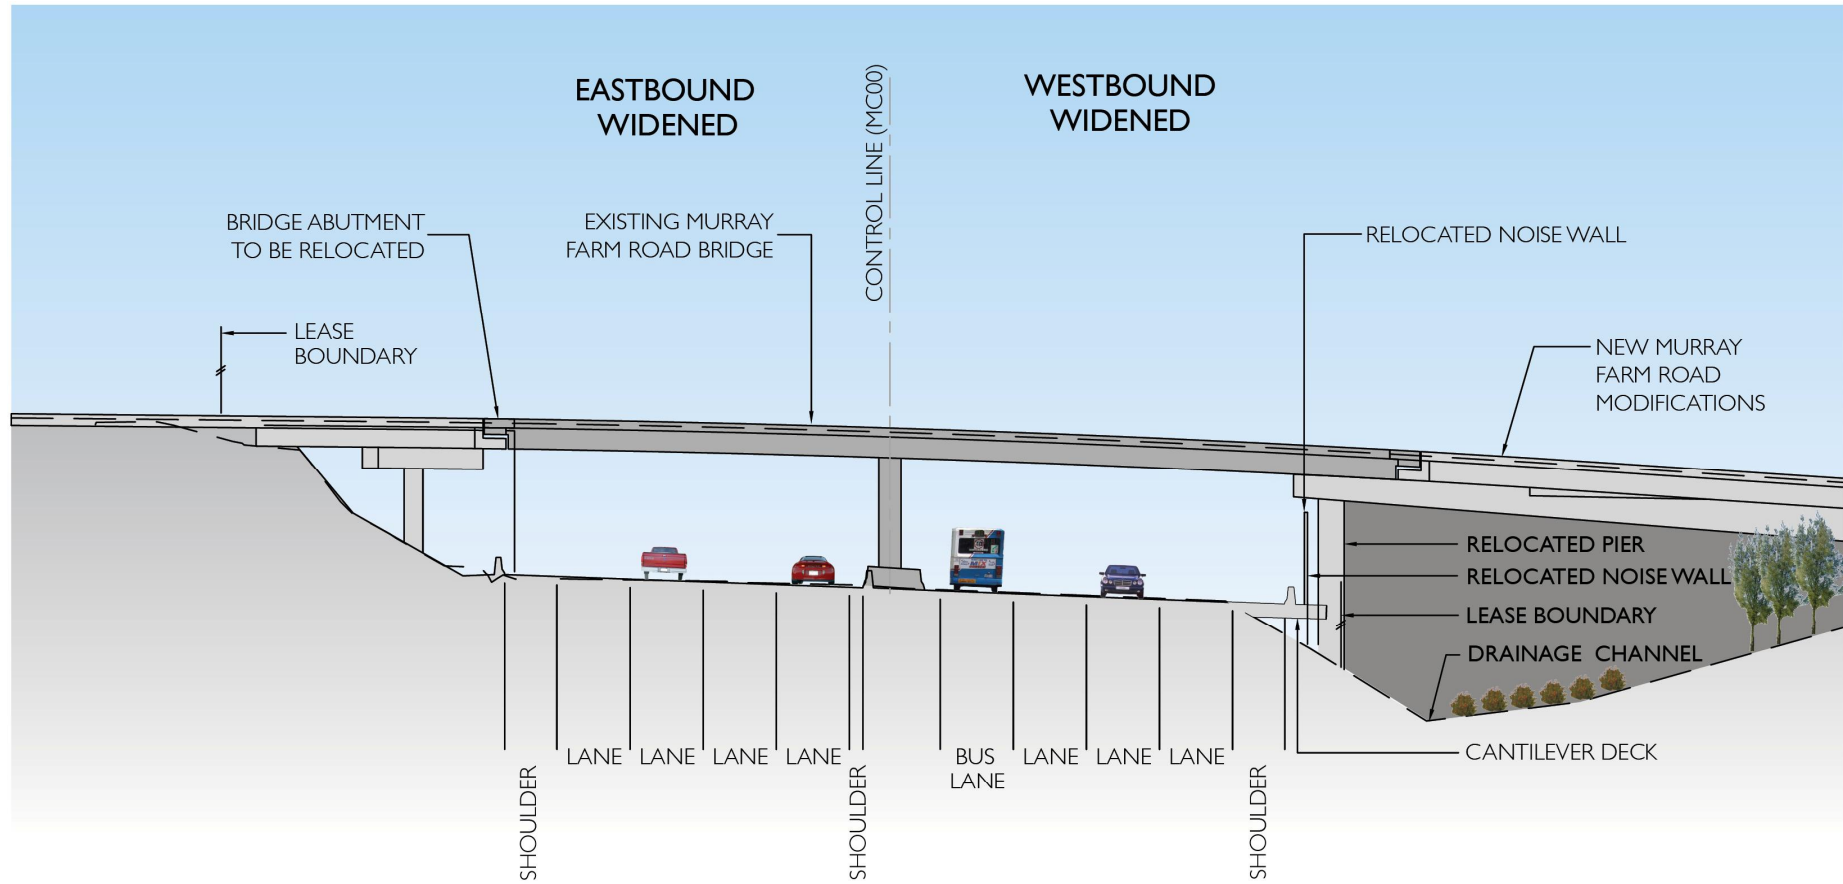 EASTBOUND
WIDENED
CONTROL LINE (MC00)
WESTBOUND
WIDENED
BRIDGE ABUTMENT
TO BE RELOCATED
EXISTING MURRAY
FARM ROAD BRIDGE
RELOCATED NOISE WALL
LEASE
BOUNDARY
NEW MURRAY
FARM ROAD
MODIFICATIONS
RELOCATED PIER
RELOCATED NOISE WALL
LEASE BOUNDARY
DRAINAGE CHANNEL
CANTILEVER DECK
SHOULDER
LANE
LANE
LANE
LANE
SHOULDER
BUS
LANE
LANE
LANE
LANE
SHOULDER